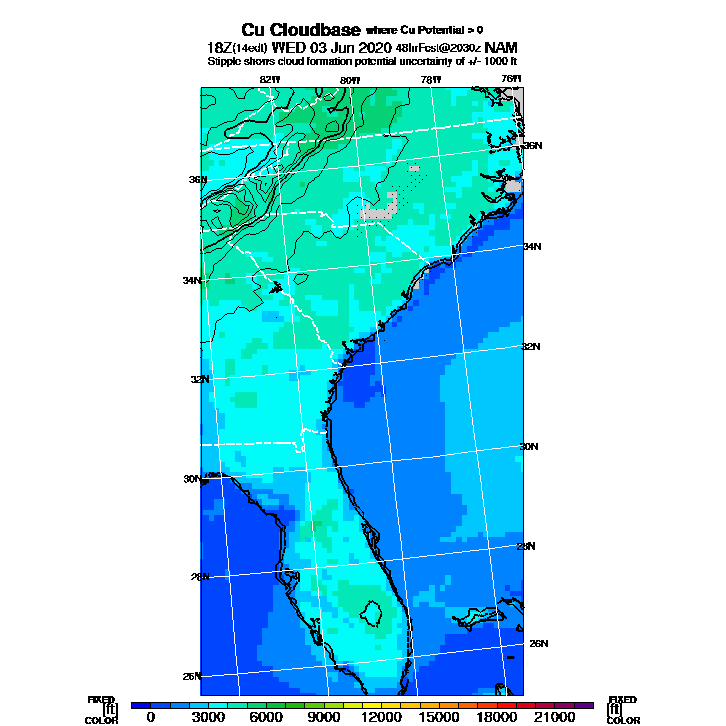 Cu Cloudbase where Cu Potential > 0
18Z(14edt) WED 03 Jun 2020 48hrFcst@2030z NAM
Stipple shows cloud formation potential uncertainty of +/- 1000 ft
82W 80W 78W 76W
36N
36N
34N
34N
32N
32N
30N
30N
28N
28N
26N
26N
FIXED FIXED
[ft] 0 3000 6000 9000 12000 15000 18000 21000 [ft]
COLOR COLOR